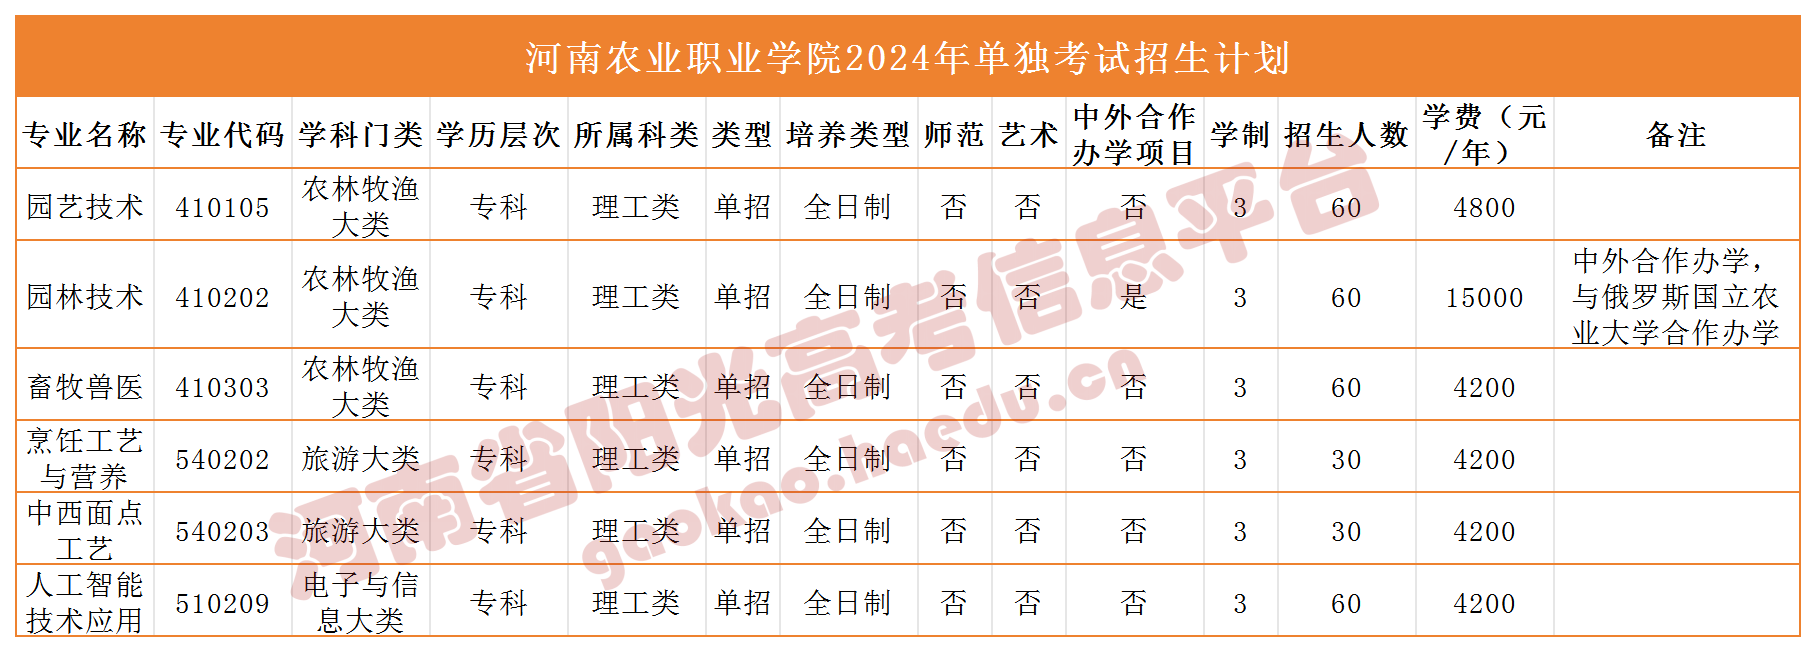 河南农业职业学院2024年单独考试招生计划
专业名称 专业代码 学科门类 学历层次 所属科类 类型 培养类型 师范 艺术 中外合作办学项目 学制 招生人数 学费（元/年） 备注
园艺技术 410105 农林牧渔大类 专科 理工类 单招 全日制 否 否 否 3 60 4800
园林技术 410202 农林牧渔大类 专科 理工类 单招 全日制 否 否 是 3 60 15000 中外合作办学，与俄罗斯国立农业大学合作办学
畜牧兽医 410303 农林牧渔大类 专科 理工类 单招 全日制 否 否 否 3 60 4200
烹饪工艺与营养 540202 旅游大类 专科 理工类 单招 全日制 否 否 否 3 30 4200
中西面点工艺 540203 旅游大类 专科 理工类 单招 全日制 否 否 否 3 30 4200
人工智能技术应用 510209 电子与信息大类 专科 理工类 单招 全日制 否 否 否 3 60 4200
河南省阳光高考信息平台
gaokao.haedu.cn